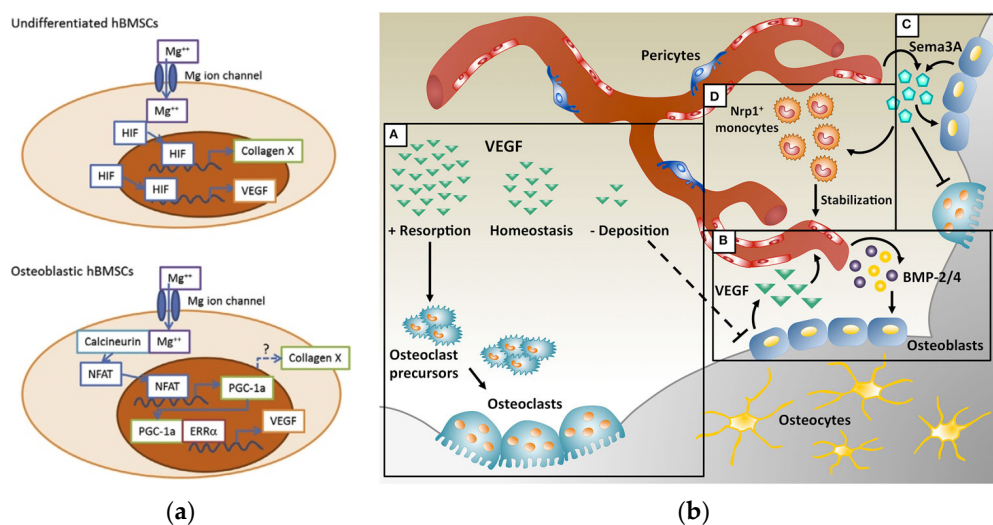 Undifferentiated hBMSCs
Mg++
Mg ion channel
Mg++
HIF
HIF
Collagen X
HIF
HIF
VEGF
Osteoblastic hBMSCs
Mg++
Mg ion channel
Calcineurin
Mg++
?
Collagen X
NFAT
NFAT
PGC-1a
PGC-1a
ERRα
VEGF
(a)
Pericytes
C
Sema3A
D
Nrp1+
monocytes
Stabilization
A
VEGF
+ Resorption
Homeostasis
- Deposition
Osteoclast
precursors
Osteoclasts
B
VEGF
BMP-2/4
Osteoblasts
Osteocytes
(b)